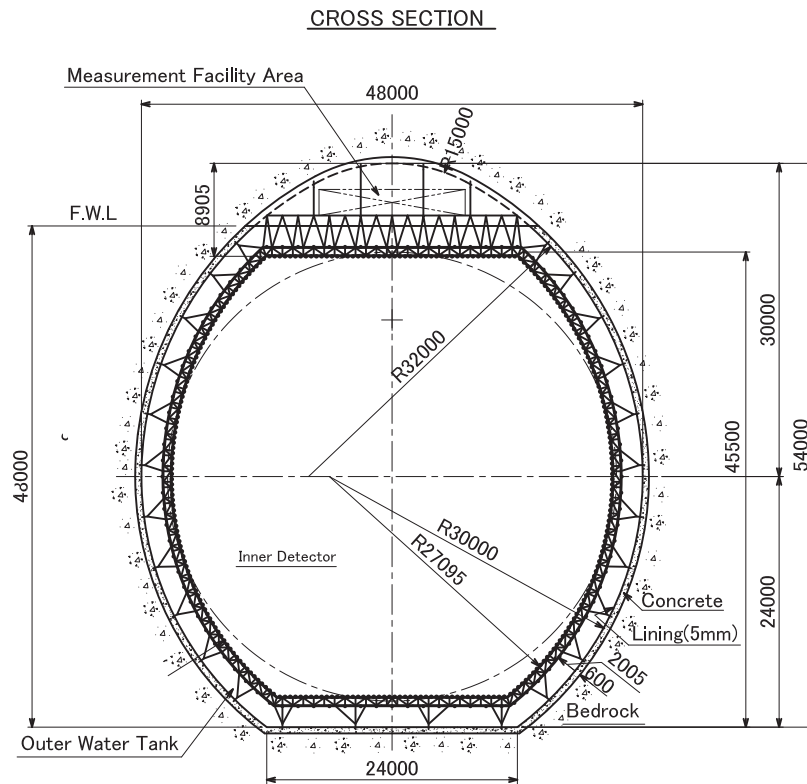 CROSS SECTION
Measurement Facility Area
48000
R15000
8905
F.W.L
R32000
30000
54000
45500
48000
R30000
R27095
Inner Detector
24000
Concrete
Lining(5mm)
2005
600
Bedrock
Outer Water Tank
24000